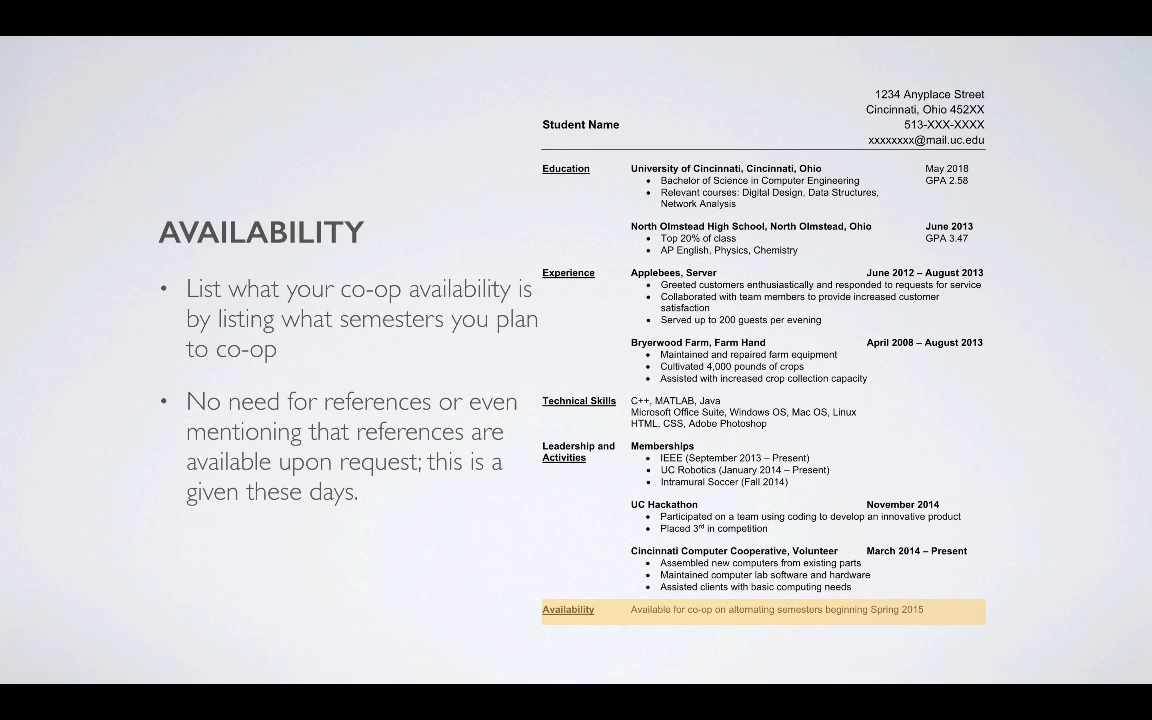 AVAILABILITY
• List what your co-op availability is
by listing what semesters you plan
to co-op
• No need for references or even
mentioning that references are
available upon request; this is a
given these days.
1234 Anyplace Street
Cincinnati, Ohio 452XX
Student Name 513-XXX-XXXX
xxxxxxxx@mail.uc.edu
Education University of Cincinnati, Cincinnati, Ohio May 2018
• Bachelor of Science in Computer Engineering GPA 2.58
• Relevant courses: Digital Design, Data Structures,
Network Analysis
North Olmstead High School, North Olmstead, Ohio June 2013
• Top 20% of class GPA 3.47
• AP English, Physics, Chemistry
Experience Applebees, Server June 2012 – August 2013
• Greeted customers enthusiastically and responded to requests for service
• Collaborated with team members to provide increased customer
satisfaction
• Served up to 200 guests per evening
Bryerwood Farm, Farm Hand April 2008 – August 2013
• Maintained and repaired farm equipment
• Cultivated 4,000 pounds of crops
• Assisted with increased crop collection capacity
Technical Skills C++, MATLAB, Java
Microsoft Office Suite, Windows OS, Mac OS, Linux
HTML, CSS, Adobe Photoshop
Leadership and Memberships
Activities • IEEE (September 2013 – Present)
• UC Robotics (January 2014 – Present)
• Intramural Soccer (Fall 2014)
UC Hackathon November 2014
• Participated on a team using coding to develop an innovative product
• Placed 3rd in competition
Cincinnati Computer Cooperative, Volunteer March 2014 – Present
• Assembled new computers from existing parts
• Maintained computer lab software and hardware
• Assisted clients with basic computing needs
Availability Available for co-op on alternating semesters beginning Spring 2015